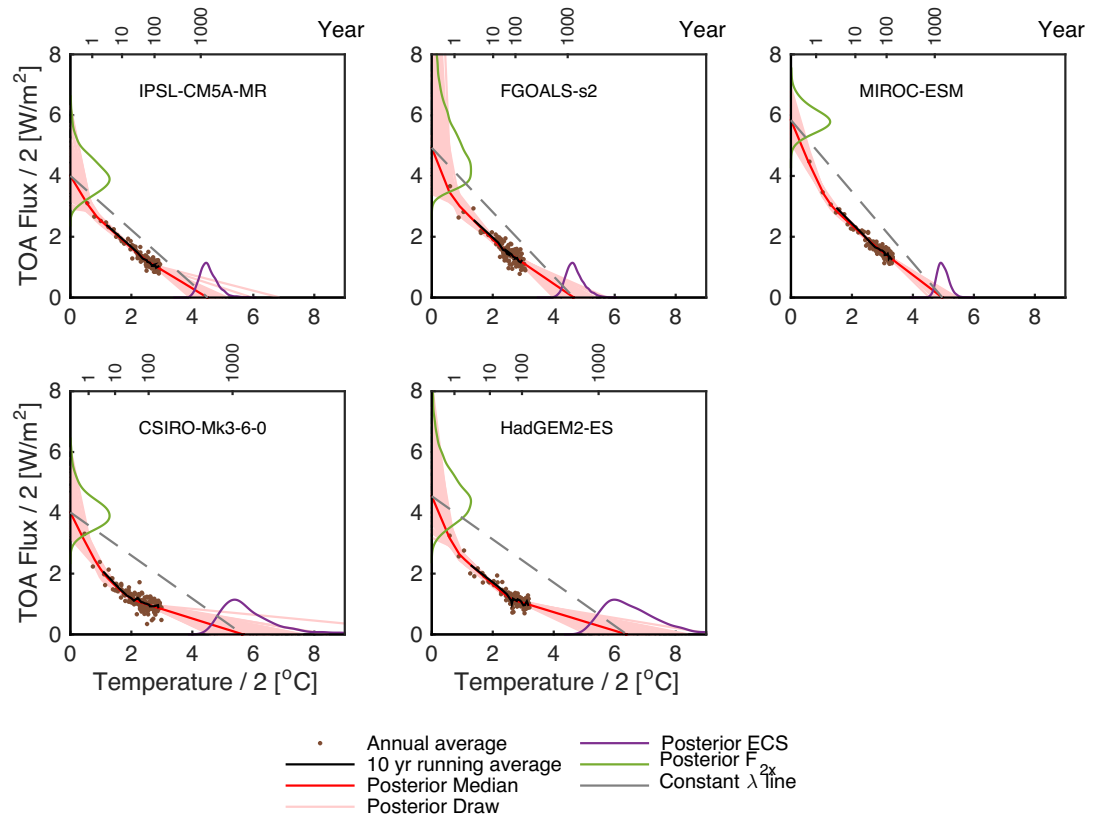 1 10 100 1000 Year
1 10 100 1000 Year
1 10 100 1000 Year
TOA Flux / 2 [W/m2]
8
6
4
2
0
IPSL-CM5A-MR
0 2 4 6 8
8
6
4
2
0
FGOALS-s2
0 2 4 6 8
8
6
4
2
0
MIROC-ESM
0 2 4 6 8
1 10 100 1000
1 10 100 1000
TOA Flux / 2 [W/m2]
8
6
4
2
0
CSIRO-Mk3-6-0
0 2 4 6 8
Temperature / 2 [oC]
8
6
4
2
0
HadGEM2-ES
0 2 4 6 8
Temperature / 2 [oC]
Annual average
10 yr running average
Posterior Median
Posterior Draw
Posterior ECS
Posterior F2x
Constant λ line